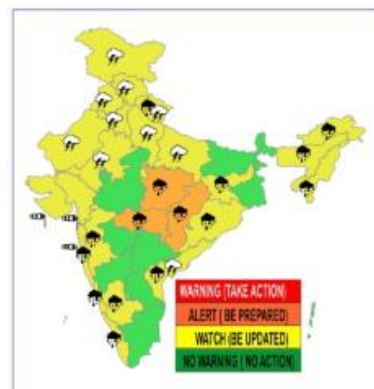 WARNING (TAKE ACTION)
ALERT ( BE PREPARED)
WATCH (BE UPDATED)
NO WARNING ( NO ACTION)